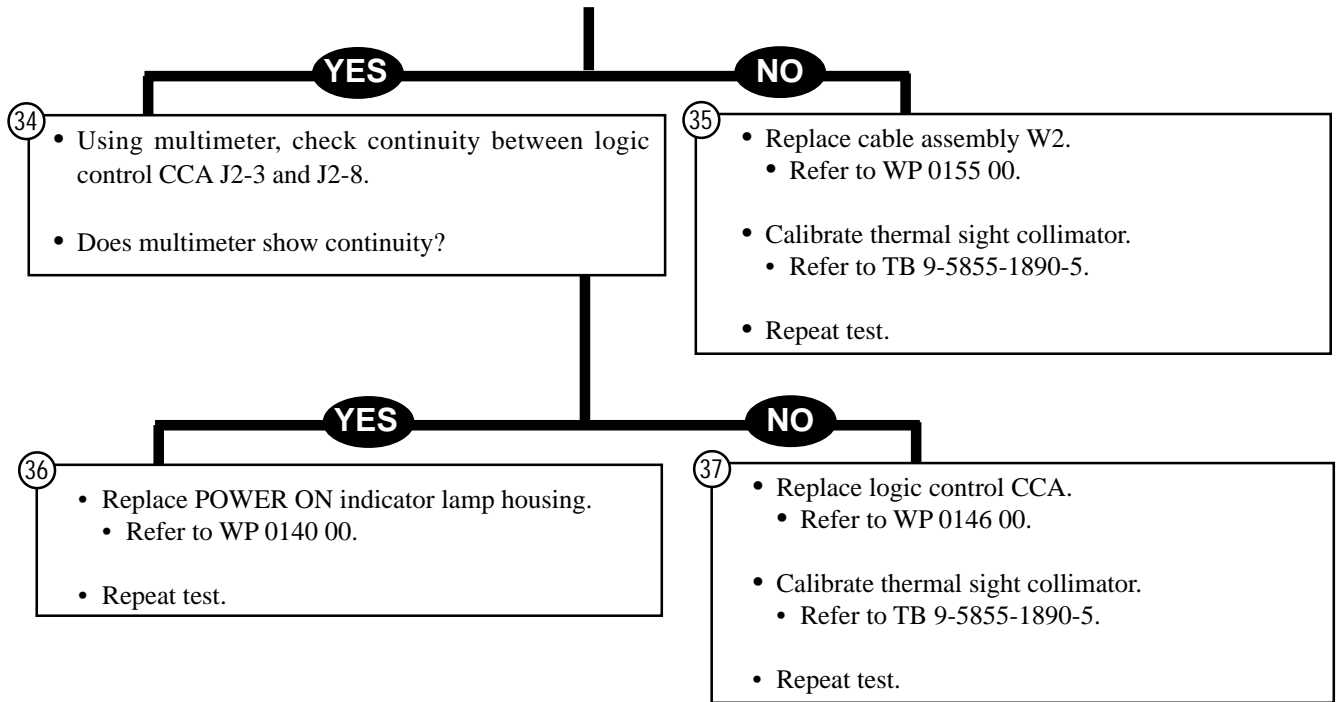 YES
NO
34
• Using multimeter, check continuity between logic
control CCA J2-3 and J2-8.
• Does multimeter show continuity?
35
• Replace cable assembly W2.
• Refer to WP 0155 00.
• Calibrate thermal sight collimator.
• Refer to TB 9-5855-1890-5.
• Repeat test.
YES
NO
36
• Replace POWER ON indicator lamp housing.
• Refer to WP 0140 00.
• Repeat test.
37
• Replace logic control CCA.
• Refer to WP 0146 00.
• Calibrate thermal sight collimator.
• Refer to TB 9-5855-1890-5.
• Repeat test.